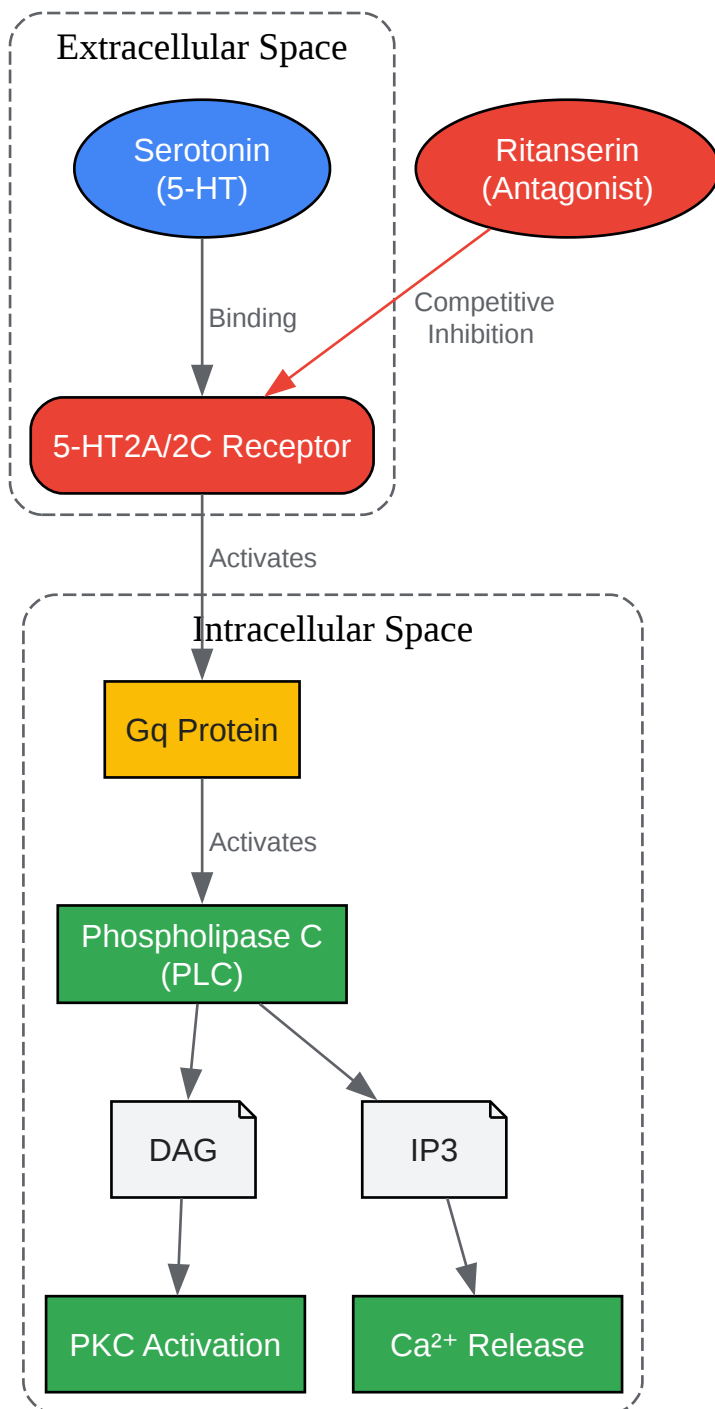 Extracellular Space
Serotonin
(5-HT)
Ritanserin
(Antagonist)
Binding
Competitive
Inhibition
5-HT2A/2C Receptor
Activates
Intracellular Space
Gq Protein
Activates
Phospholipase C
(PLC)
DAG
IP3
PKC Activation
Ca²⁺ Release